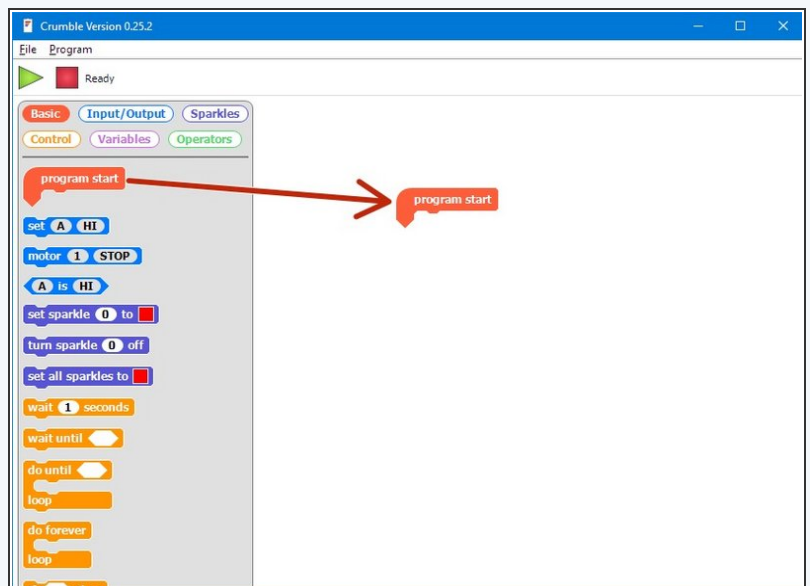 Crumble Version 0.25.2
File Program
Ready
Basic Input/Output Sparkles
Control Variables Operators
program start
program start
set A HI
motor 1 STOP
A is HI
set sparkle 0 to
turn sparkle 0 off
set all sparkles to
wait 1 seconds
wait until
do until
loop
do forever
loop